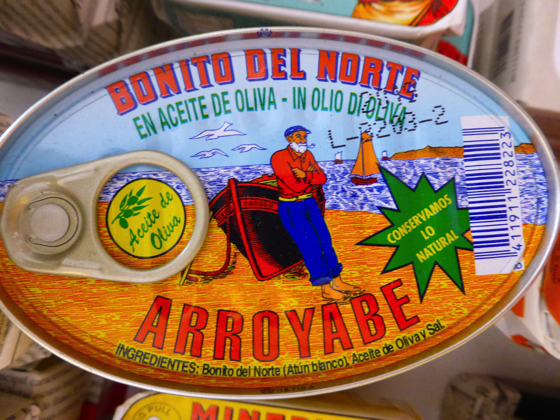 BONITO DEL NORTE
EN ACEITE DE OLIVA - IN OLIO DI OLIVA
Aceite de
Oliva
CONSERVAMOS
LO
NATURAL
ARROYABE
INGREDIENTES: Bonito del Norte (Atún blanco), Aceite de Oliva y Sal.
PULL